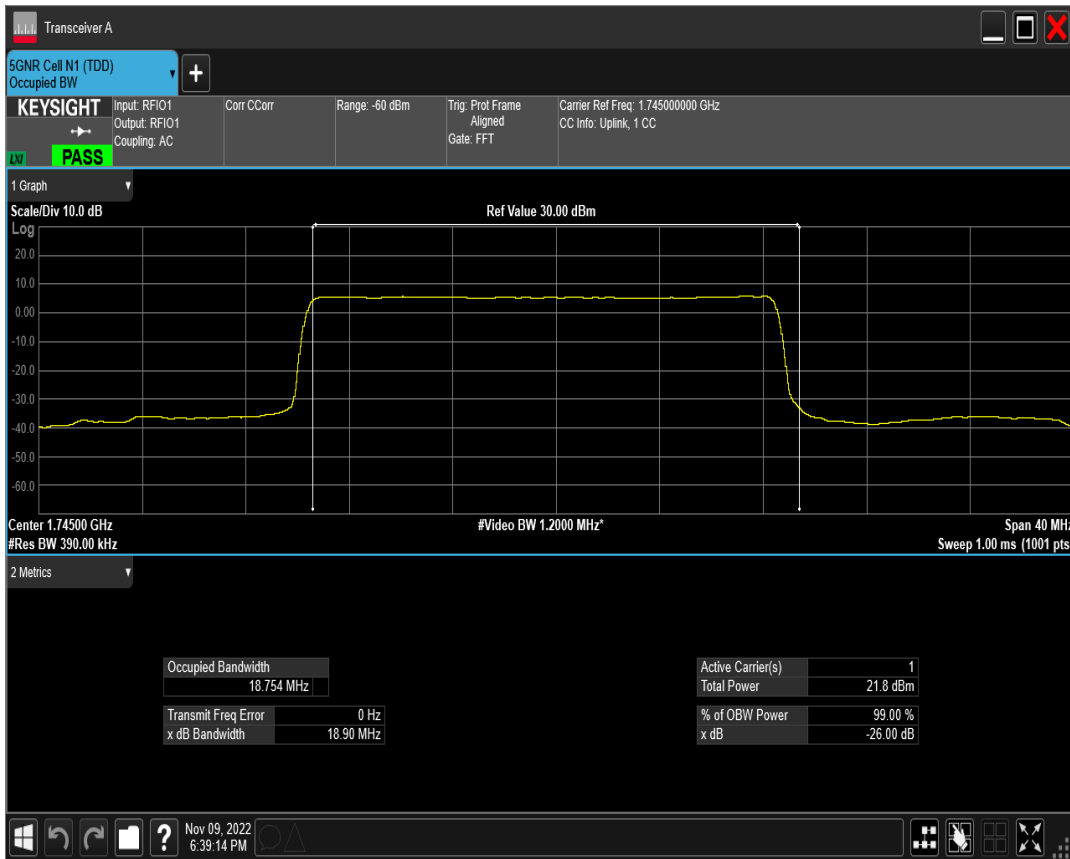 Transceiver A
5GNR Cell N1 (TDD)
Occupied BW
+
KEYSIGHT
LXI
PASS
Input: RFIO1
Output: RFIO1
Coupling: AC
Corr CCorr
Range: -60 dBm
Trig: Prot Frame
Aligned
Gate: FFT
Carrier Ref Freq: 1.745000000 GHz
CC Info: Uplink, 1 CC
1 Graph
Scale/Div 10.0 dB
Ref Value 30.00 dBm
Log
20.0
10.0
0.00
-10.0
-20.0
-30.0
-40.0
-50.0
-60.0
Center 1.74500 GHz
#Video BW 1.2000 MHz*
Span 40 MHz
#Res BW 390.00 kHz
Sweep 1.00 ms (1001 pts
2 Metrics
Occupied Bandwidth
18.754 MHz
Transmit Freq Error 0 Hz
x dB Bandwidth 18.90 MHz
Active Carrier(s) 1
Total Power 21.8 dBm
% of OBW Power 99.00 %
x dB -26.00 dB
?
Nov 09, 2022
6:39:14 PM